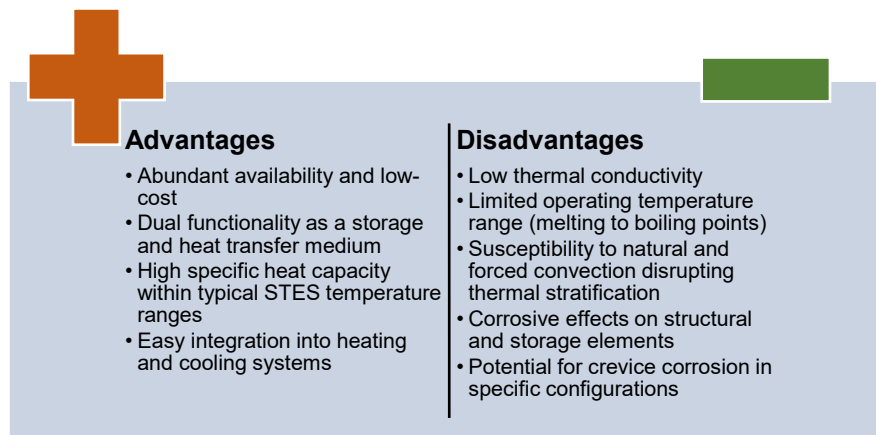 Advantages
• Abundant availability and low-
cost
• Dual functionality as a storage
and heat transfer medium
• High specific heat capacity
within typical STES temperature
ranges
• Easy integration into heating
and cooling systems
Disadvantages
• Low thermal conductivity
• Limited operating temperature
range (melting to boiling points)
• Susceptibility to natural and
forced convection disrupting
thermal stratification
• Corrosive effects on structural
and storage elements
• Potential for crevice corrosion in
specific configurations